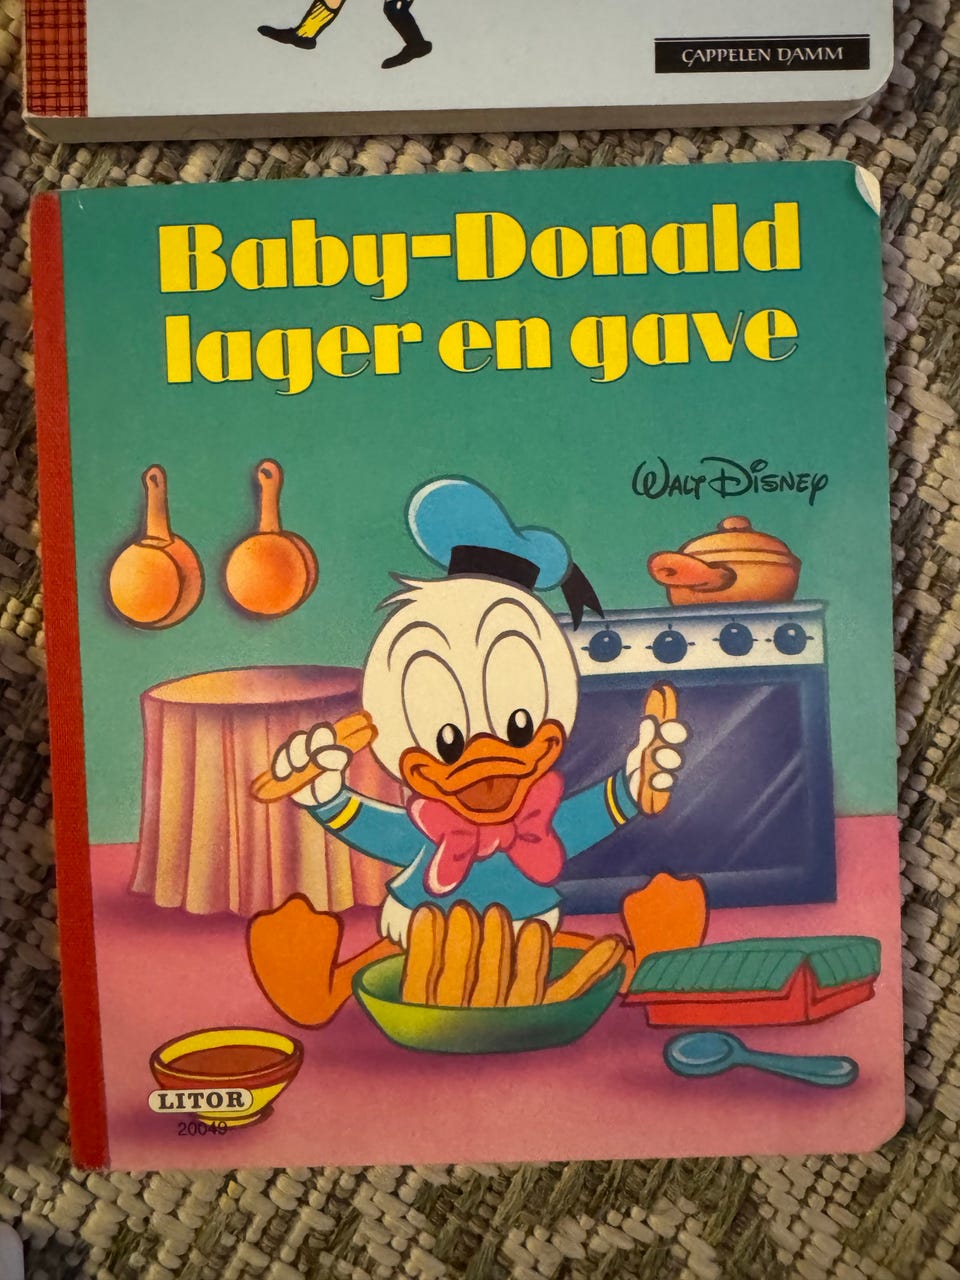 CAPPELEN DAMM
Baby-Donald
lager en gave
WALT DISNEY
LITOR
20049